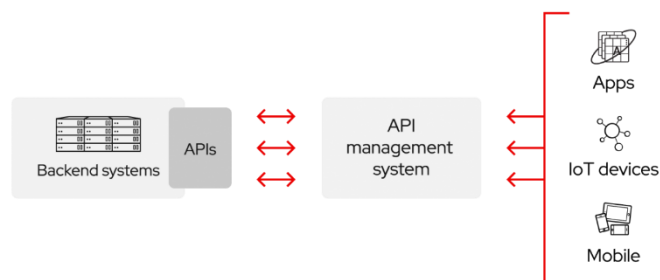 Backend systems
APIs
API
management
system
Apps
IoT devices
Mobile